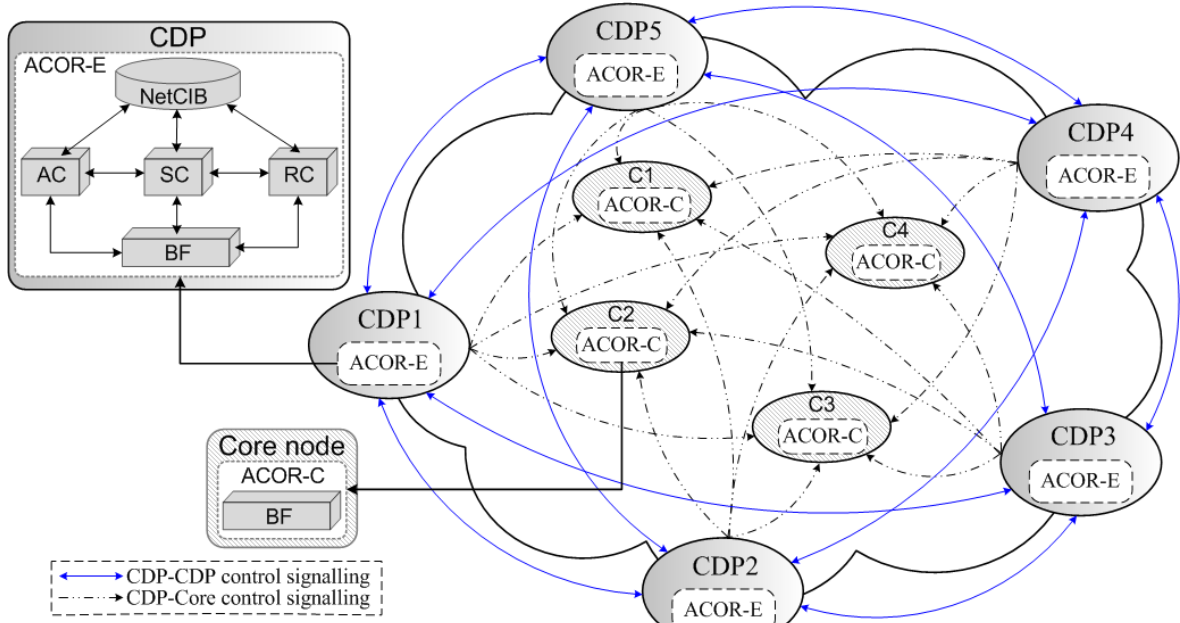 CDP
ACOR-E
NetCIB
AC
SC
RC
BF
CDP5
ACOR-E
CDP4
ACOR-E
C1
ACOR-C
C4
ACOR-C
CDP1
ACOR-E
C2
ACOR-C
C3
ACOR-C
CDP3
ACOR-E
Core node
ACOR-C
BF
CDP2
ACOR-E
CDP-CDP control signalling
CDP-Core control signalling